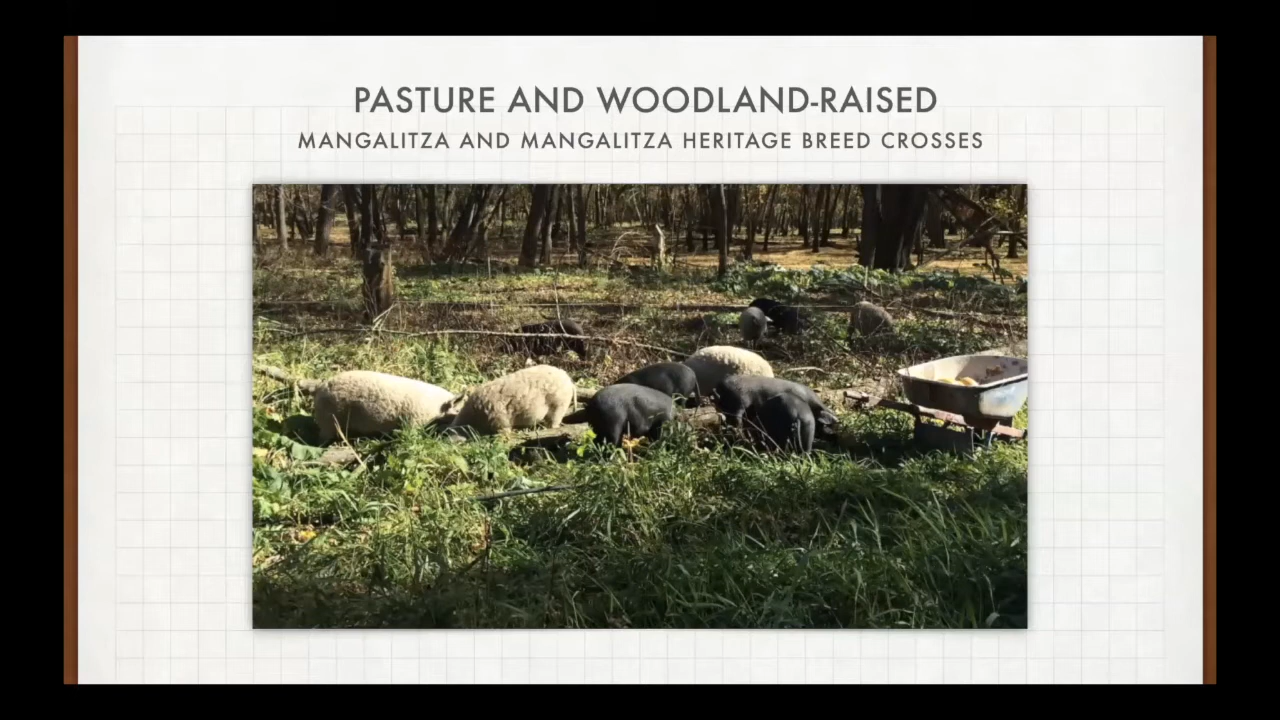 PASTURE AND WOODLAND-RAISED
MANGALITZA AND MANGALITZA HERITAGE BREED CROSSES